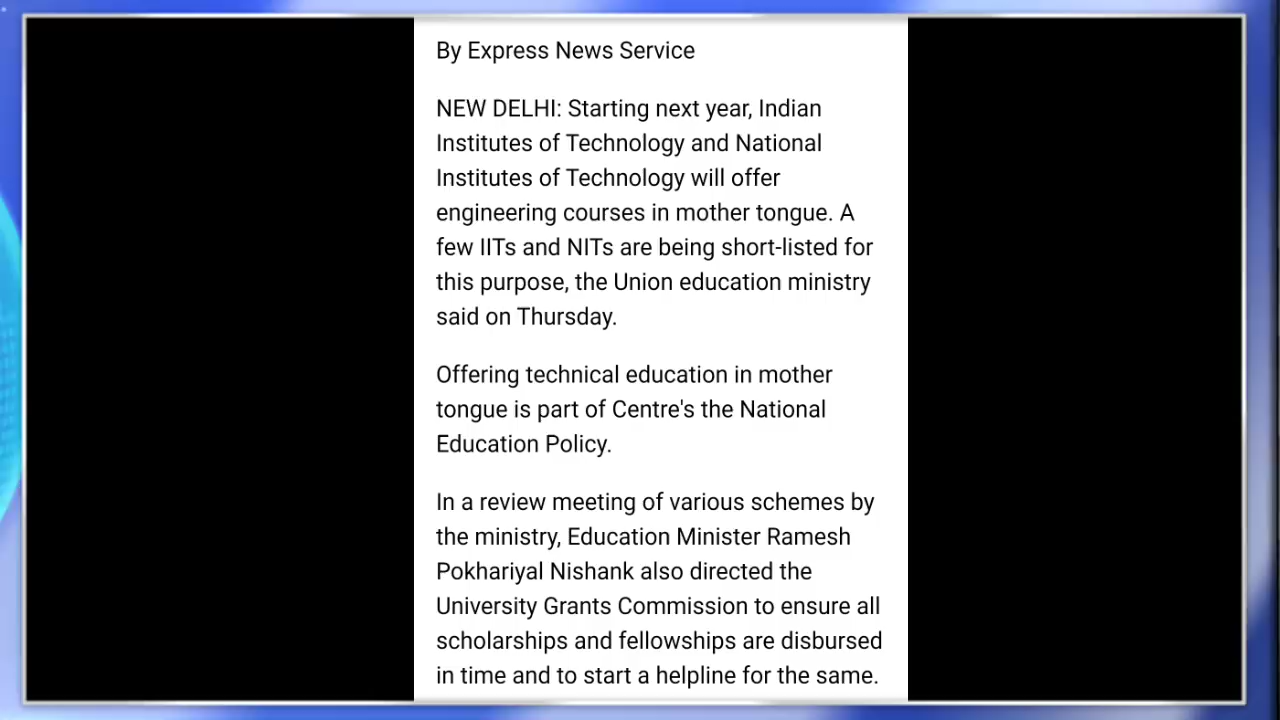 By Express News Service
NEW DELHI: Starting next year, Indian
Institutes of Technology and National
Institutes of Technology will offer
engineering courses in mother tongue. A
few IITs and NITs are being short-listed for
this purpose, the Union education ministry
said on Thursday.
Offering technical education in mother
tongue is part of Centre's the National
Education Policy.
In a review meeting of various schemes by
the ministry, Education Minister Ramesh
Pokhariyal Nishank also directed the
University Grants Commission to ensure all
scholarships and fellowships are disbursed
in time and to start a helpline for the same.